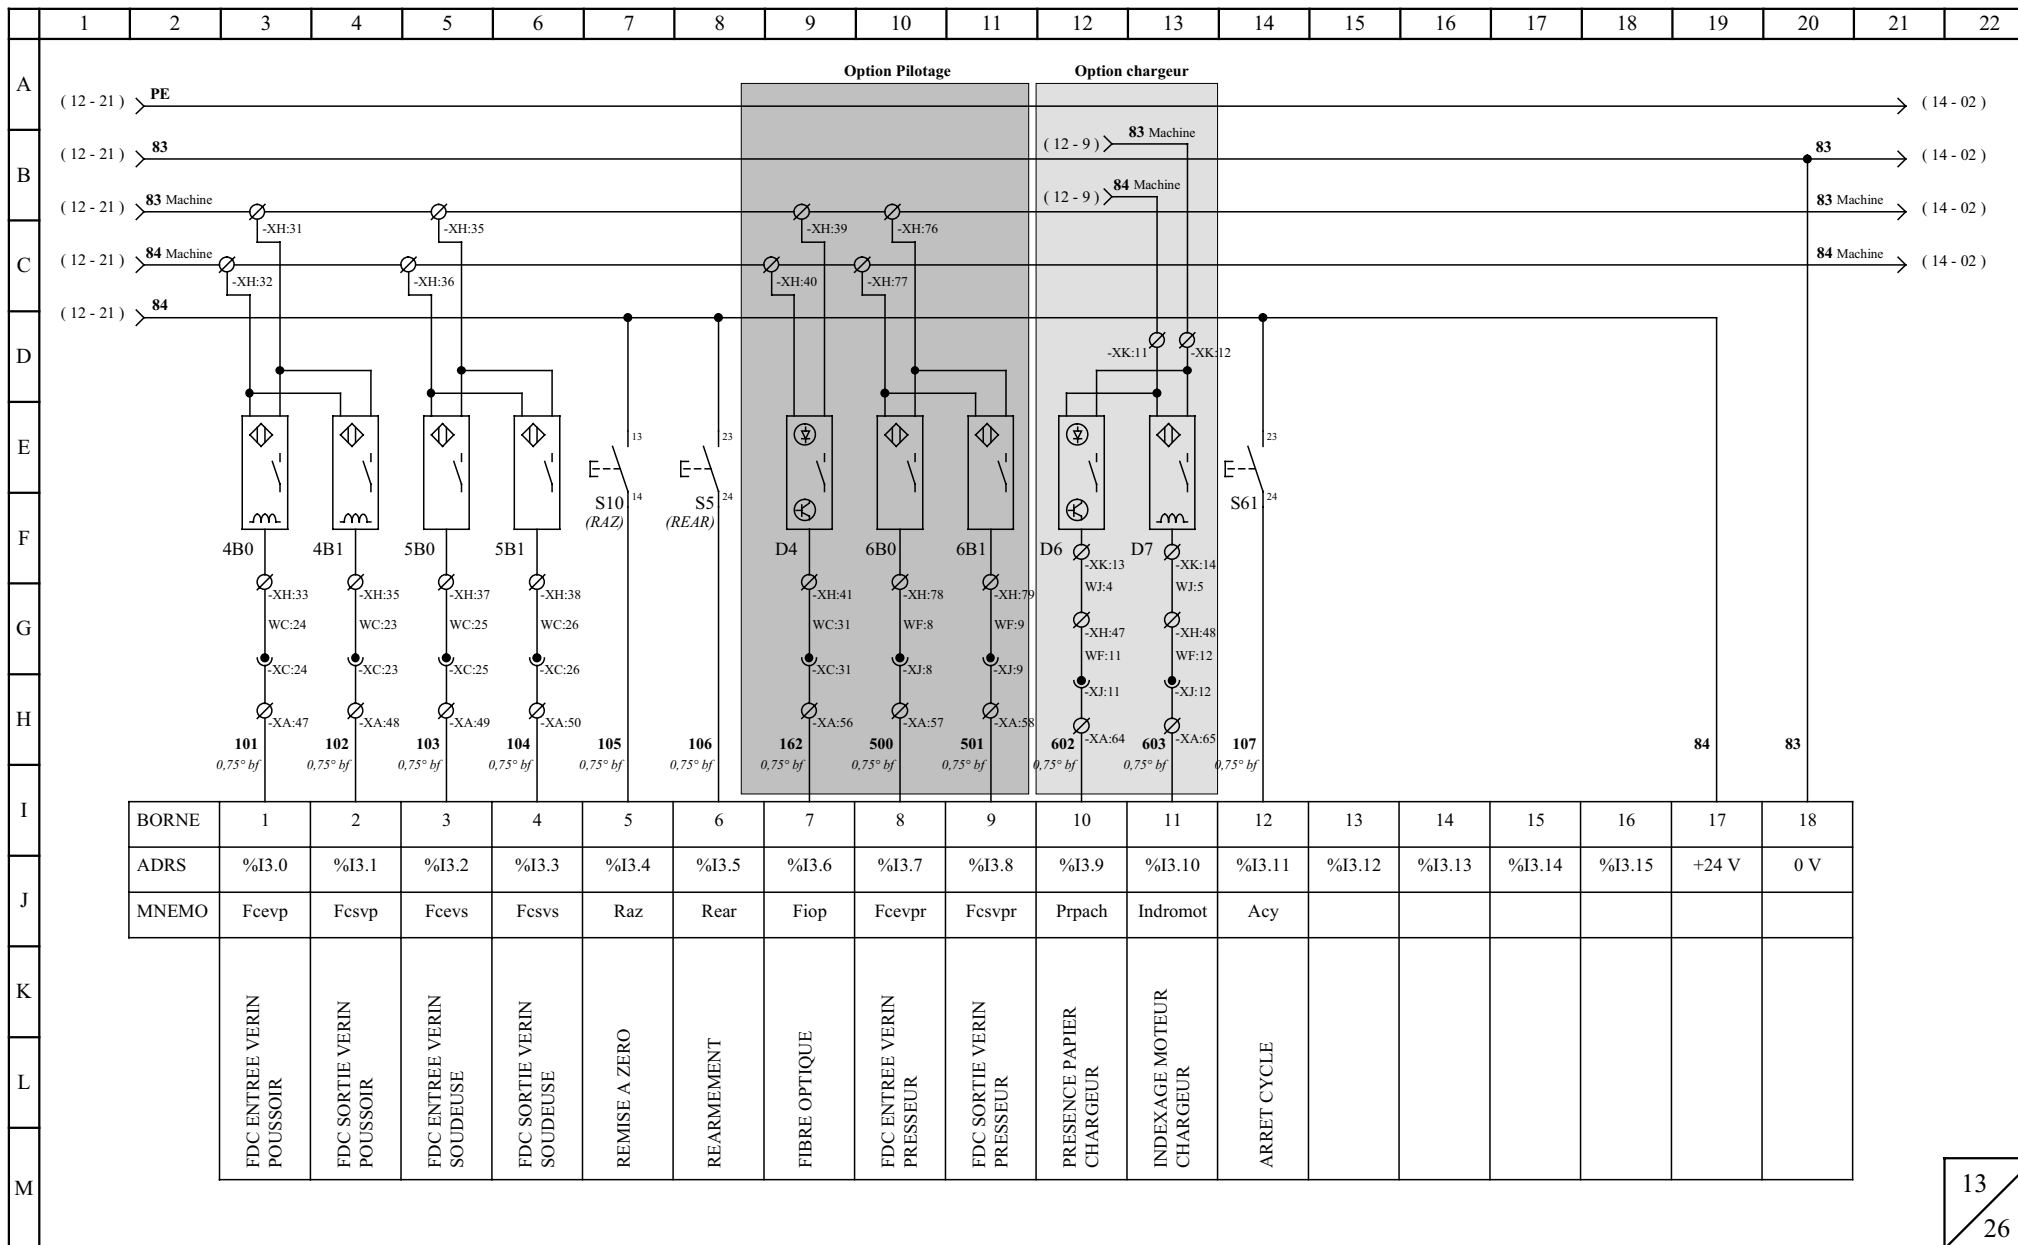 1 2 3 4 5 6 7 8 9 10 11 12 13 14 15 16 17 18 19 20 21 22
Option Pilotage Option chargeur
A
( 12 - 21 ) PE ( 14 - 02 )
( 12 - 9 ) 83 Machine
( 12 - 21 ) 83 83 ( 14 - 02 )
B
( 12 - 9 ) 84 Machine
( 12 - 21 ) 83 Machine 83 Machine ( 14 - 02 )
-XH:31 -XH:35 -XH:39 -XH:76
C
( 12 - 21 ) 84 Machine 84 Machine ( 14 - 02 )
-XH:32 -XH:36 -XH:40 -XH:77
( 12 - 21 ) 84
D
-XK:11 -XK:12
E
13 23 23
14 24 24
S10 S5 S61
(RAZ) (REAR)
F
4B0 4B1 5B0 5B1 D4 6B0 6B1 D6 D7
-XK:13 -XK:14
WJ:4 WJ:5
-XH:33 -XH:35 -XH:37 -XH:38 -XH:41 -XH:78 -XH:79
G
WC:24 WC:23 WC:25 WC:26 WC:31 WF:8 WF:9
-XH:47 -XH:48
WF:11 WF:12
-XC:24 -XC:23 -XC:25 -XC:26 -XC:31 -XJ:8 -XJ:9
-XJ:11 -XJ:12
H
-XA:47 -XA:48 -XA:49 -XA:50 -XA:56 -XA:57 -XA:58
-XA:64 -XA:65
101 102 103 104 105 106 162 500 501 602 603 107 84 83
0,75° bf 0,75° bf 0,75° bf 0,75° bf 0,75° bf 0,75° bf 0,75° bf 0,75° bf 0,75° bf 0,75° bf 0,75° bf 0,75° bf
I
BORNE 1 2 3 4 5 6 7 8 9 10 11 12 13 14 15 16 17 18
ADRS %I3.0 %I3.1 %I3.2 %I3.3 %I3.4 %I3.5 %I3.6 %I3.7 %I3.8 %I3.9 %I3.10 %I3.11 %I3.12 %I3.13 %I3.14 %I3.15 +24 V 0 V
J
MNEMO Fcevp Fcsvp Fcevs Fcsvs Raz Rear Fiop Fcevpr Fcsvpr Prpach Indromot Acy
K
L
M
FDC ENTREE VERIN
POUSSOIR
FDC SORTIE VERIN
POUSSOIR
FDC ENTREE VERIN
SOUDEUSE
FDC SORTIE VERIN
SOUDEUSE
REMISE A ZERO
REARMEMENT
FIBRE OPTIQUE
FDC ENTREE VERIN
PRESSEUR
FDC SORTIE VERIN
PRESSEUR
PRESENCE PAPIER
CHARGEUR
INDEXAGE MOTEUR
CHARGEUR
ARRET CYCLE
13
26